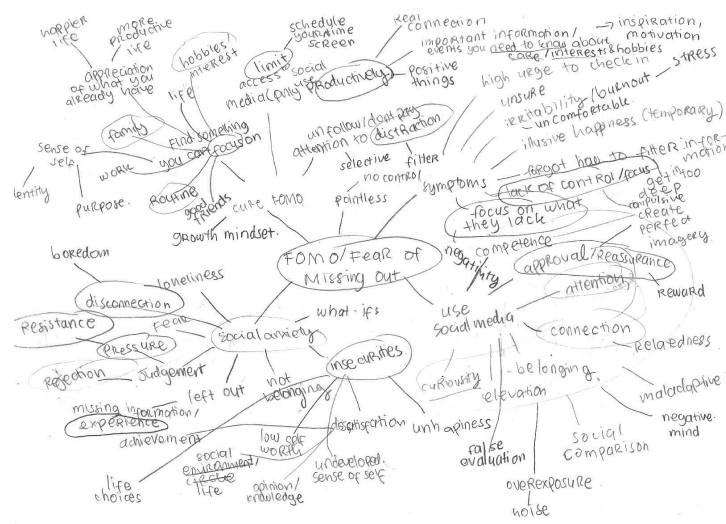 happier
life
more
productive
life
appreciation
of what you
already have
hobbies/
interest
life
family
Find something
you can focus on
sense of
self
work
identity
purpose.
Routine
good
friends
growth mindset.
cure FOMO
limit
access to social
media (only use
schedule
your time
screen
productively
Real
connection
important information/
events you need to know about
care/interests & hobbies
inspiration,
motivation
positive
things
unfollow/dont pay
attention to distraction
selective
filter
no control/
pointless
symptoms
high urge to check in
unsure
irritability/burnout
stress
uncomfortable
illusive happiness (temporary)
forgot how to filter infor-
mation
lack of control/focus
got in
too
deep
compulsive
focus on what
they lack
competence
create
perfect
imagery
negativity
FOMO/Fear of
Missing out
approval/reassurance
attention
Reward
use
social media
connection
Relatedness
curiousity
- belonging
elevation
maladaptive
negative
mind
social
comparison
false
evaluation
overexposure
noise
boredom
loneliness
disconnection
Resistance
fear
pressure
social anxiety
what-ifs
Rejection
Judgement
left out
not
belonging
insecurities
missing information/
experience
achievement
dissatisfation
unhapiness
low self
worth
social
environment/
circle
life
life
choices
opinion/
knowledge
undeveloped
sense of self